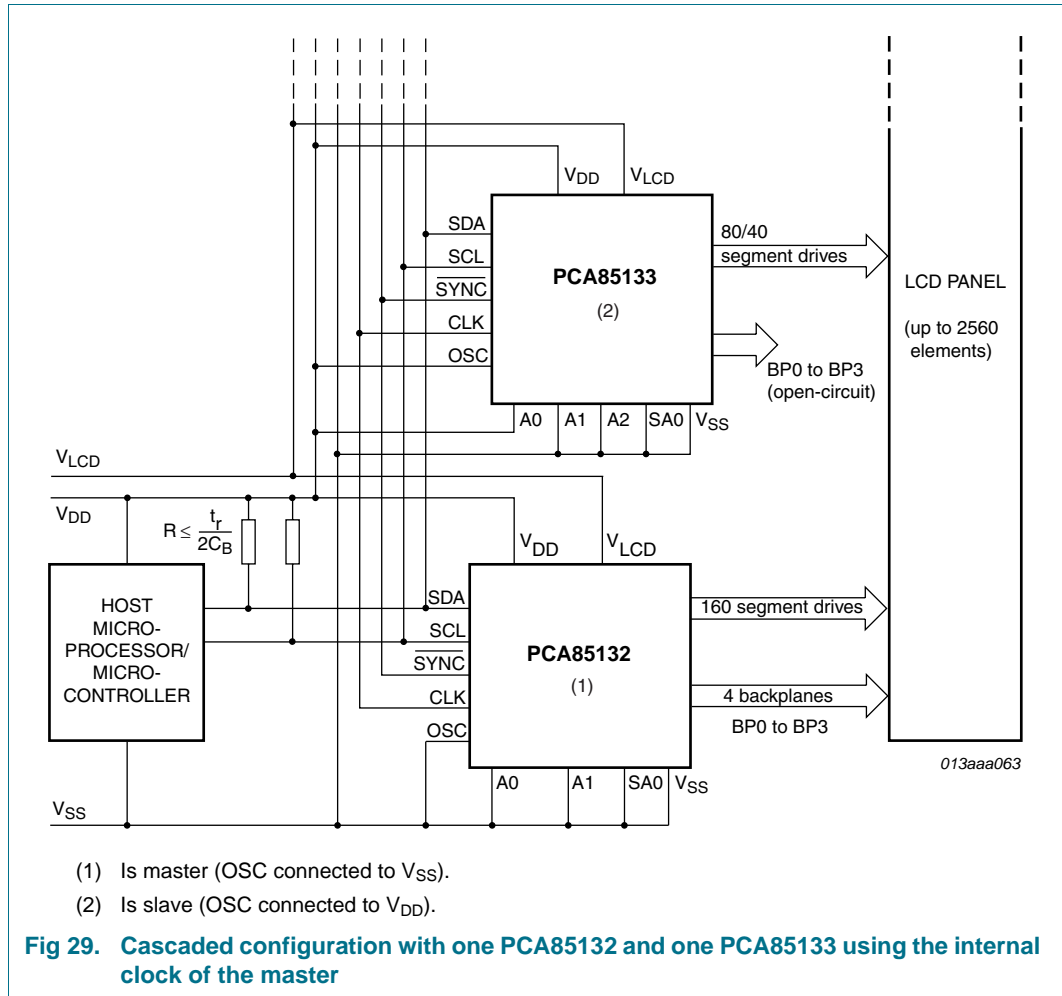 VDD
VLCD
SDA
SCL
SYNC
CLK
OSC
PCA85133
(2)
80/40
segment drives
BP0 to BP3
(open-circuit)
A0 A1 A2 SA0 VSS
LCD PANEL
(up to 2560
elements)
VLCD
VDD
R ≤ tr/2CB
HOST
MICRO-
PROCESSOR/
MICRO-
CONTROLLER
VDD
VLCD
SDA
SCL
SYNC
CLK
OSC
PCA85132
(1)
160 segment drives
4 backplanes
BP0 to BP3
A0 A1 SA0 VSS
VSS
013aaa063
(1) Is master (OSC connected to VSS).
(2) Is slave (OSC connected to VDD).
Fig 29. Cascaded configuration with one PCA85132 and one PCA85133 using the internal
clock of the master